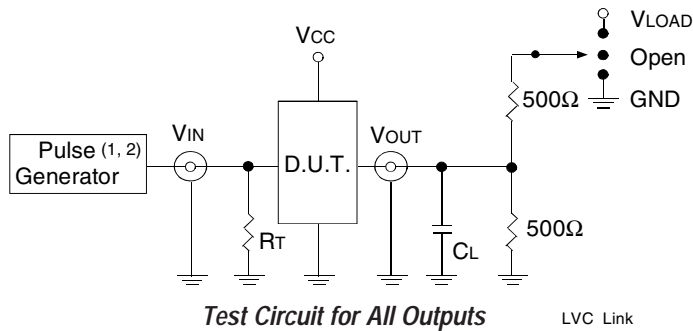 VLOAD
VCC
Open
500Ω
GND
VIN
VOUT
Pulse (1, 2)
Generator
D.U.T.
RT
CL
500Ω
Test Circuit for All Outputs
LVC Link